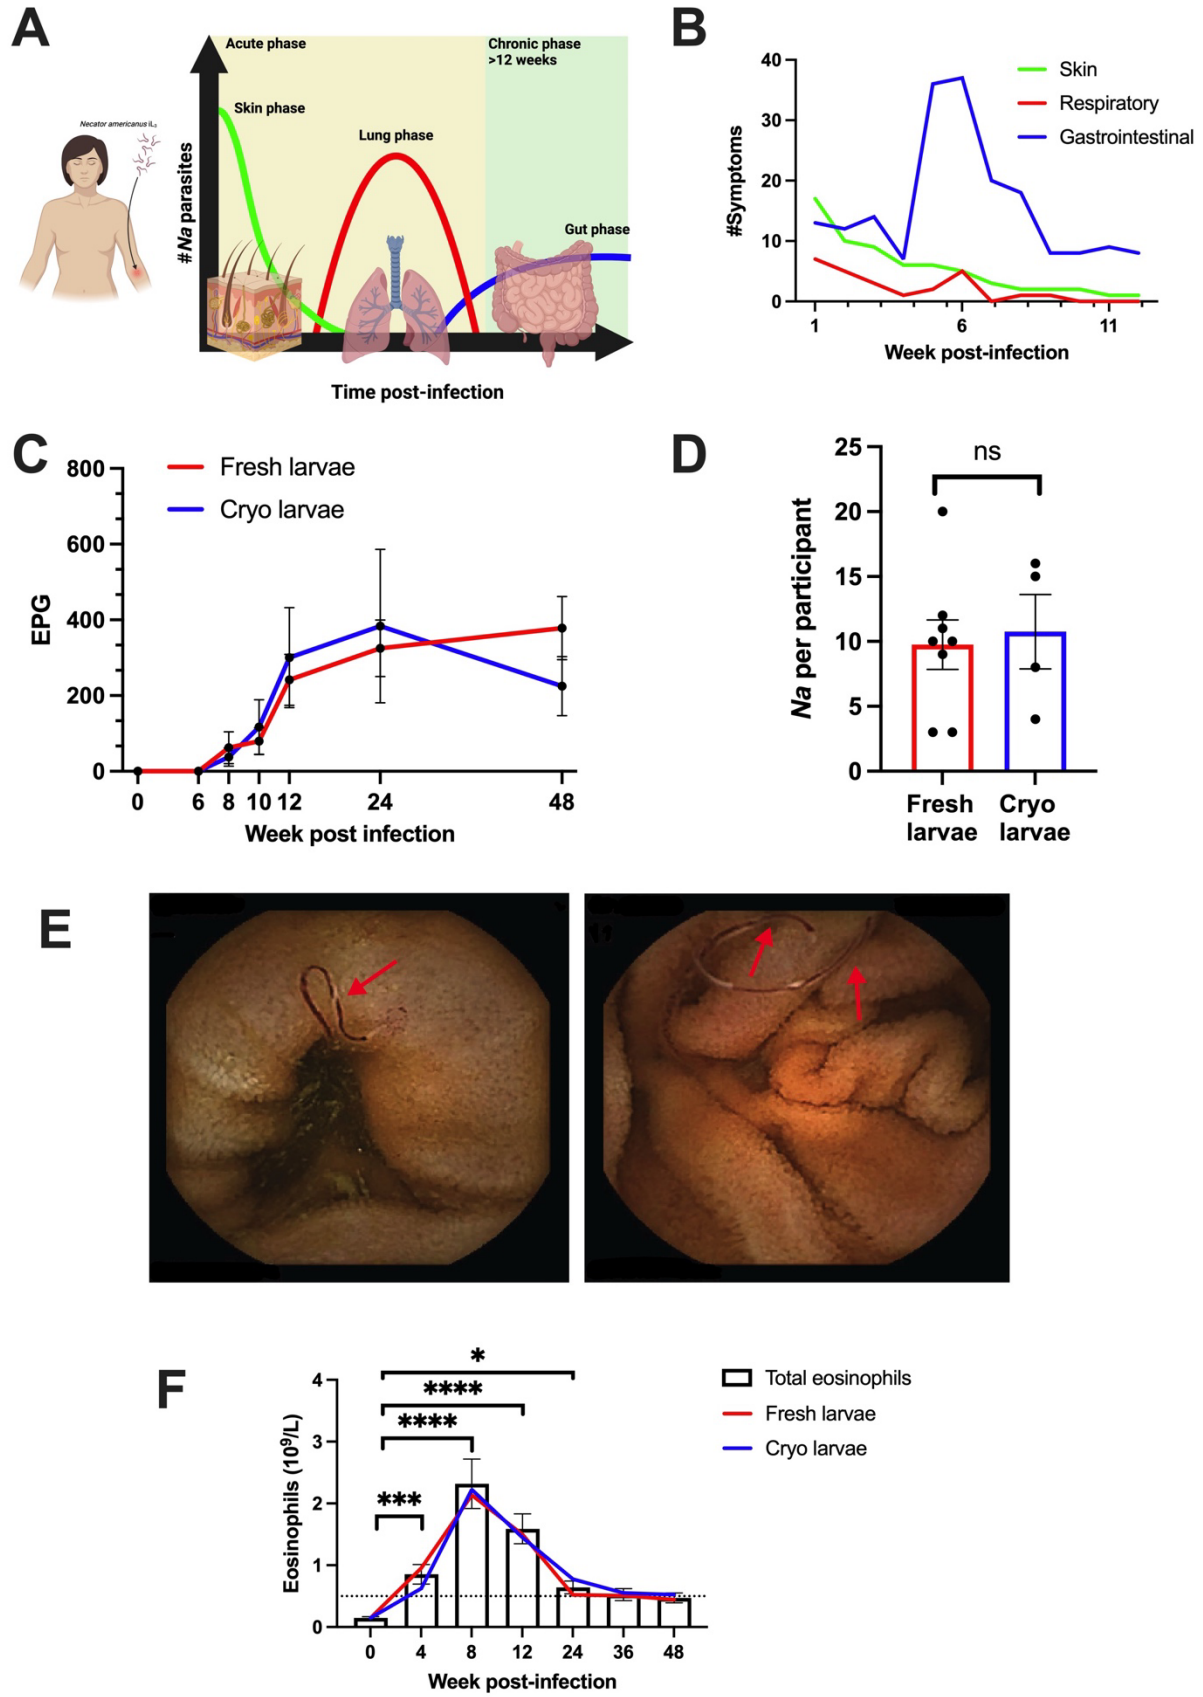 A
Acute phase
Chronic phase
>12 weeks
Skin phase
Lung phase
Gut phase
Necator americanus iL₃
#Na parasites
Time post-infection
B
40
30
20
10
0
#Symptoms
Skin
Respiratory
Gastrointestinal
1
6
11
Week post-infection
C
800
600
400
200
0
EPG
Fresh larvae
Cryo larvae
0
6
8
10
12
24
48
Week post infection
D
25
20
15
10
5
0
Na per participant
ns
Fresh
larvae
Cryo
larvae
E
F
4
3
2
1
0
Eosinophils (10⁹/L)
*
****
****
***
Total eosinophils
Fresh larvae
Cryo larvae
0
4
8
12
24
36
48
Week post-infection